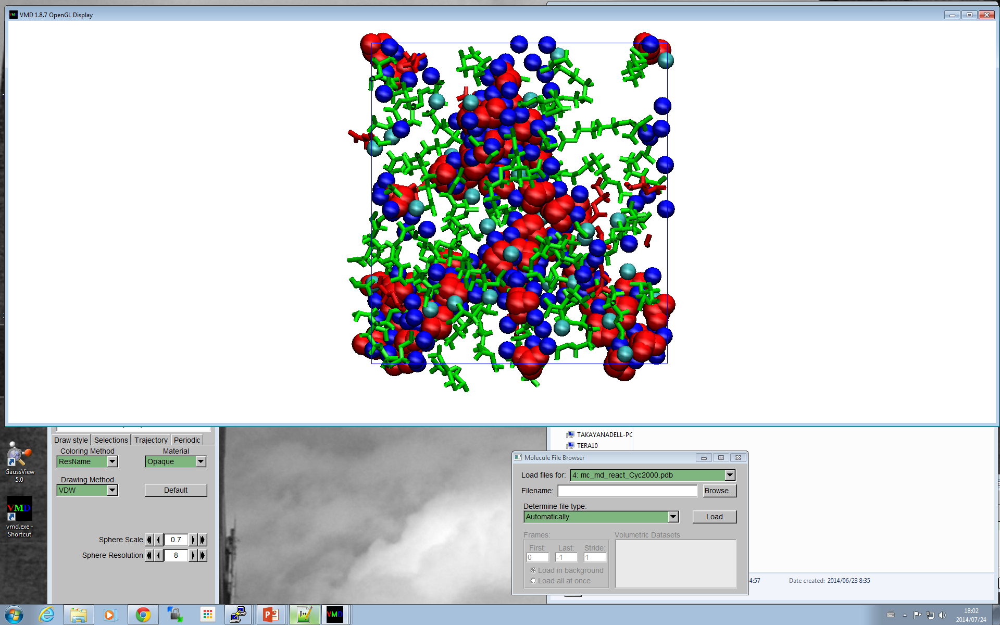 VMD 1.8.7 OpenGL Display
TAKAYANADELL-PC
TERA10
Draw style
Selections
Trajectory
Periodic
Coloring Method
Material
ResName
Opaque
Drawing Method
VDW
Default
Sphere Scale
0.7
Sphere Resolution
8
GaussView
5.0
VMD
vmd.exe -
Shortcut
Molecule File Browser
Load files for:
4: mc_md_react_Cyc2000.pdb
Filename:
Browse...
Determine file type:
Automatically
Load
Frames:
Volumetric Datasets
First:
Last:
Stride:
0
-1
1
Load in background
Load all at once
4:57
Date created: 2014/06/23 8:35
VMD
18:02
2014/07/24